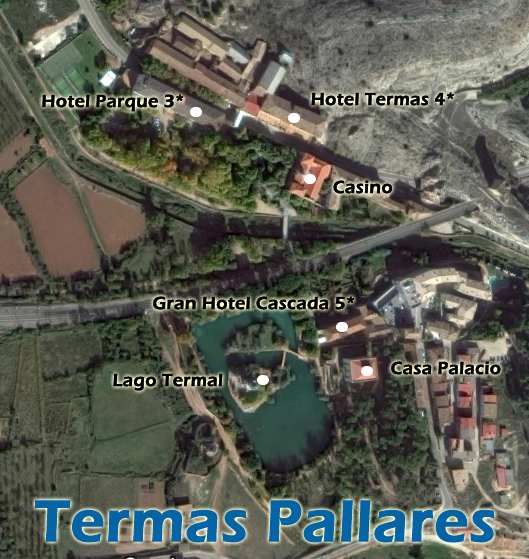 Hotel Parque 3*
Hotel Termas 4*
Casino
Gran Hotel Cascada 5*
Casa Palacio
Lago Termal
Termas Pallares